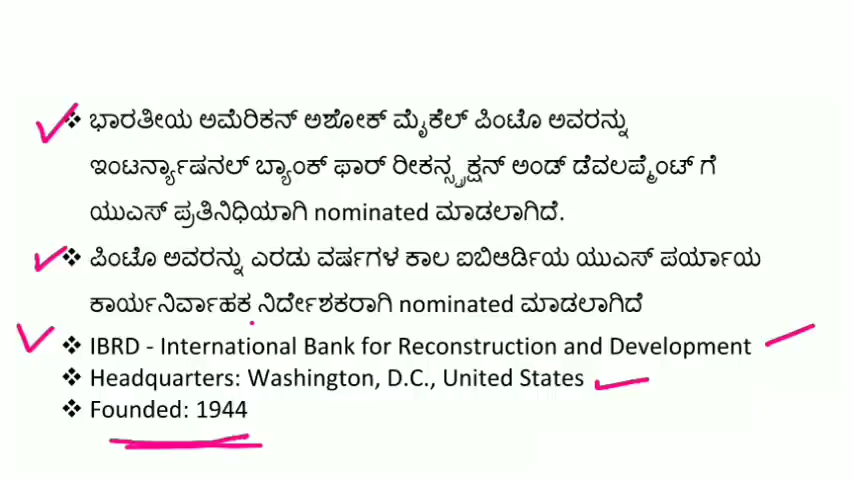 ❖ ಭಾರತೀಯ ಅಮೆರಿಕನ್ ಅಶೋಕ್ ಮೈಕೆಲ್ ಪಿಂಟೊ ಅವರನ್ನು
ಇಂಟರ್ನ್ಯಾಷನಲ್ ಬ್ಯಾಂಕ್ ಫಾರ್ ರೀಕನ್ಸ್ಟ್ರಕ್ಷನ್ ಅಂಡ್ ಡೆವಲಪ್ಮೆಂಟ್ ಗೆ
ಯುಎಸ್ ಪ್ರತಿನಿಧಿಯಾಗಿ nominated ಮಾಡಲಾಗಿದೆ.
❖ ಪಿಂಟೊ ಅವರನ್ನು ಎರಡು ವರ್ಷಗಳ ಕಾಲ ಐಬಿಆರ್ಡಿಯ ಯುಎಸ್ ಪರ್ಯಾಯ
ಕಾರ್ಯನಿರ್ವಾಹಕ ನಿರ್ದೇಶಕರಾಗಿ nominated ಮಾಡಲಾಗಿದೆ
❖ IBRD - International Bank for Reconstruction and Development
❖ Headquarters: Washington, D.C., United States
❖ Founded: 1944